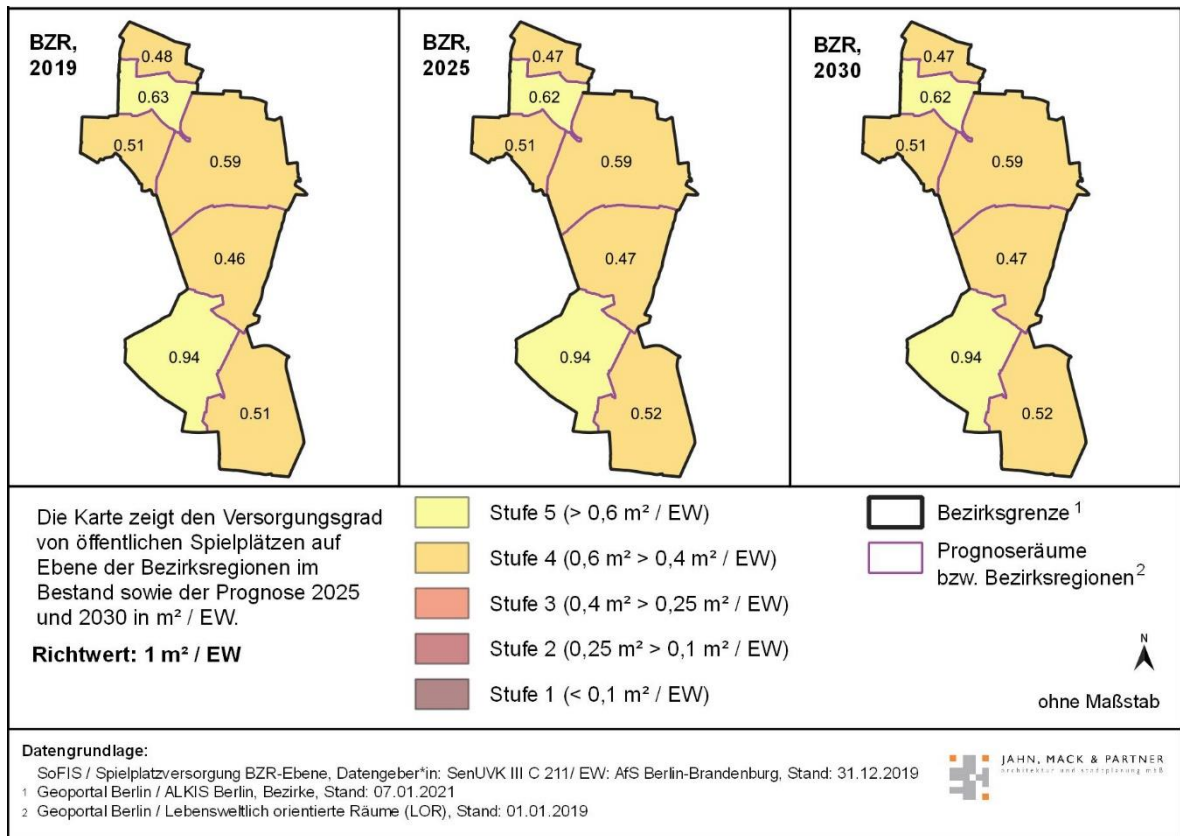 BZR,
2019
0.48
0.63
0.51
0.59
0.46
0.94
0.51
BZR,
2025
0.47
0.62
0.51
0.59
0.47
0.94
0.52
BZR,
2030
0.47
0.62
0.51
0.59
0.47
0.94
0.52
Die Karte zeigt den Versorgungsgrad
von öffentlichen Spielplätzen auf
Ebene der Bezirksregionen im
Bestand sowie der Prognose 2025
und 2030 in m² / EW.
Richtwert: 1 m² / EW
Stufe 5 (> 0,6 m² / EW)
Stufe 4 (0,6 m² > 0,4 m² / EW)
Stufe 3 (0,4 m² > 0,25 m² / EW)
Stufe 2 (0,25 m² > 0,1 m² / EW)
Stufe 1 (< 0,1 m² / EW)
Bezirksgrenze ¹
Prognoseräume
bzw. Bezirksregionen²
N
ohne Maßstab
Datengrundlage:
SoFIS / Spielplatzversorgung BZR-Ebene, Datengeber*in: SenUVK III C 211/ EW: AfS Berlin-Brandenburg, Stand: 31.12.2019
1 Geoportal Berlin / ALKIS Berlin, Bezirke, Stand: 07.01.2021
2 Geoportal Berlin / Lebensweltlich orientierte Räume (LOR), Stand: 01.01.2019
JAHN, MACK & PARTNER
architektur und stadtplanung mbB